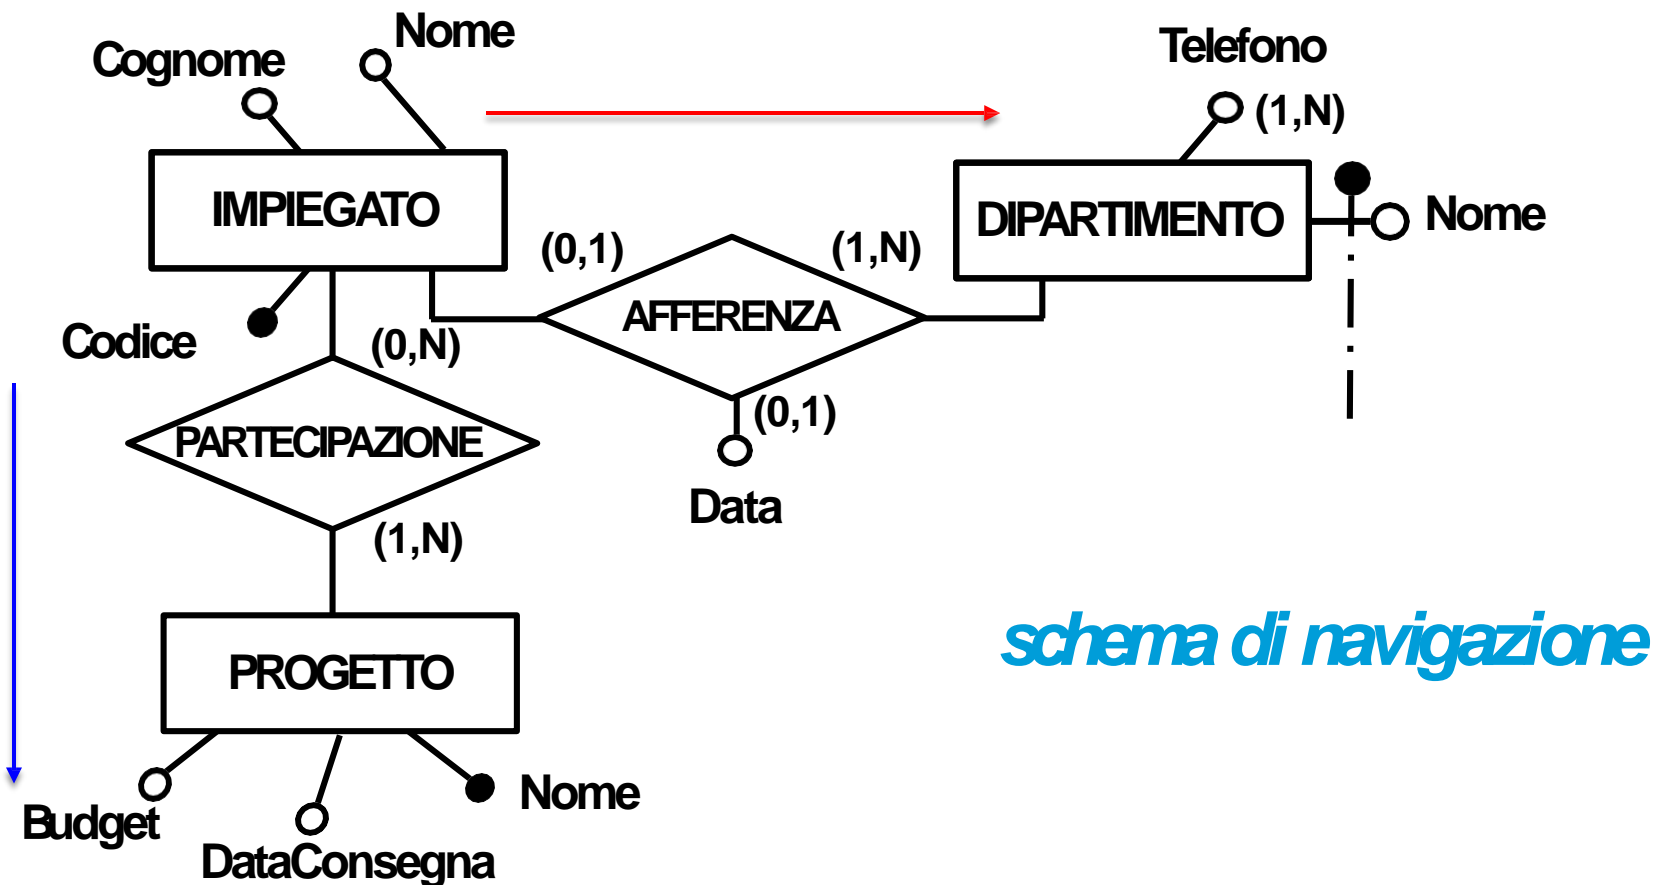 Nome
Cognome
Telefono
(1,N)
IMPIEGATO
DIPARTIMENTO
Nome
(0,1)
(1,N)
AFFERENZA
Codice
(0,N)
(0,1)
PARTECIPAZIONE
Data
(1,N)
schema di navigazione
PROGETTO
Nome
Budget
DataConsegna